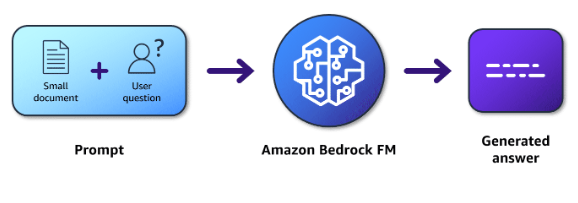 Small
document
+
User
question
?
Prompt
Amazon Bedrock FM
Generated
answer